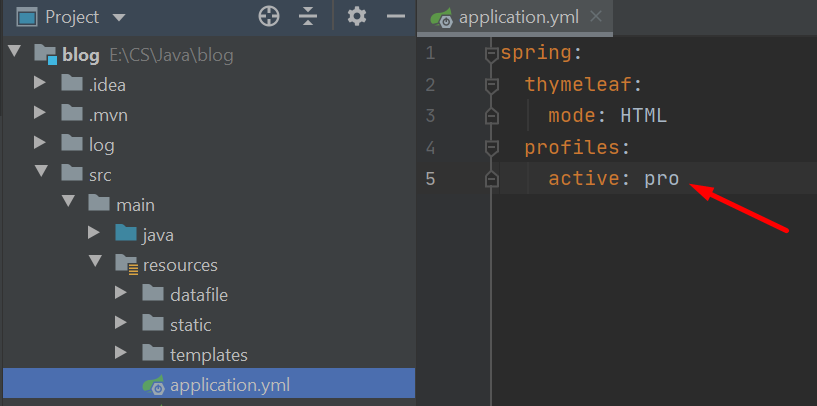 Project
blog E:\CS\Java\blog
.idea
.mvn
log
src
main
java
resources
datafile
static
templates
application.yml
application.yml
1 spring:
2 thymeleaf:
3 mode: HTML
4 profiles:
5 active: pro